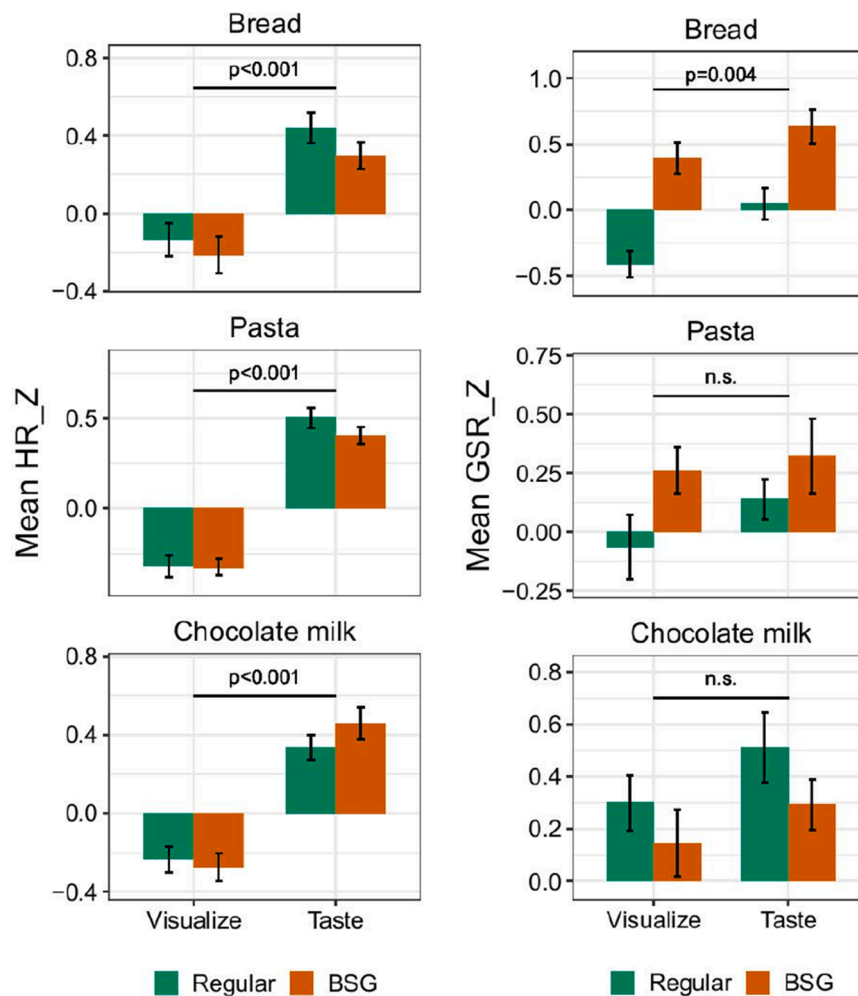 Bread
0.8
p<0.001
0.4
0.0
−0.4
Pasta
p<0.001
0.5
0.0
Chocolate milk
0.8
p<0.001
0.4
0.0
−0.4
Visualize Taste
Mean HR_Z
Regular BSG
Bread
1.0
p=0.004
0.5
0.0
−0.5
Pasta
0.75
n.s.
0.50
0.25
0.00
−0.25
Chocolate milk
0.8
n.s.
0.6
0.4
0.2
0.0
Visualize Taste
Mean GSR_Z
Regular BSG